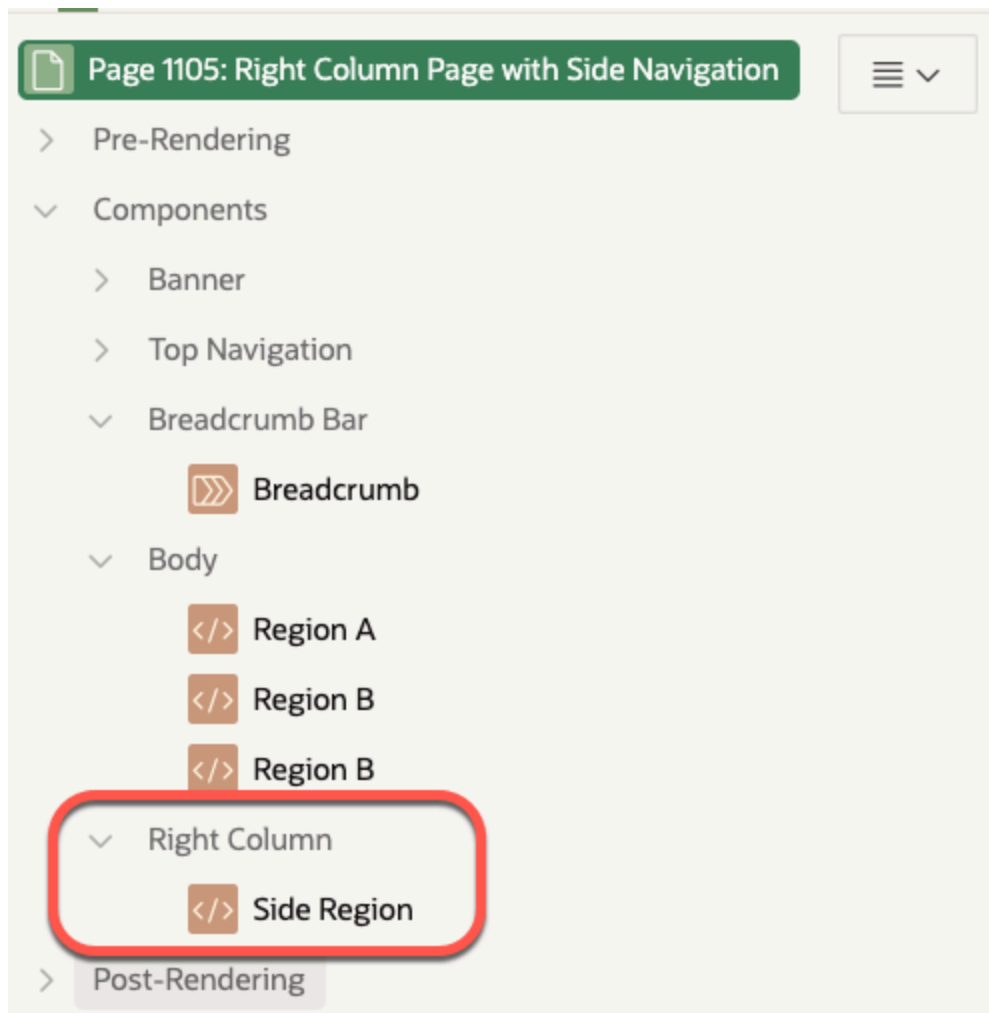 Page 1105: Right Column Page with Side Navigation
Pre-Rendering
Components
Banner
Top Navigation
Breadcrumb Bar
Breadcrumb
Body
Region A
Region B
Region B
Right Column
Side Region
Post-Rendering